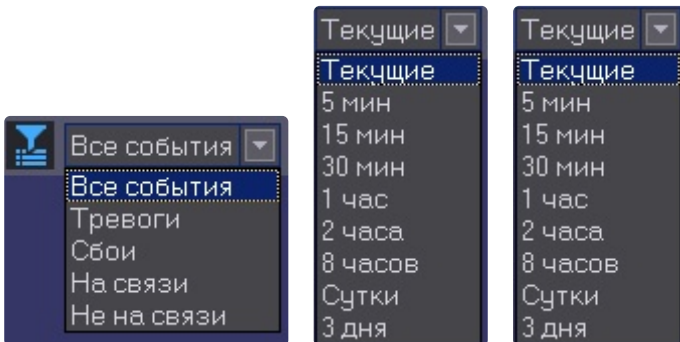 Все события
Все события
Тревоги
Сбои
На связи
Не на связи
Текущие
Текущие
5 мин
15 мин
30 мин
1 час
2 часа
8 часов
Сутки
3 дня
Текущие
Текущие
5 мин
15 мин
30 мин
1 час
2 часа
8 часов
Сутки
3 дня